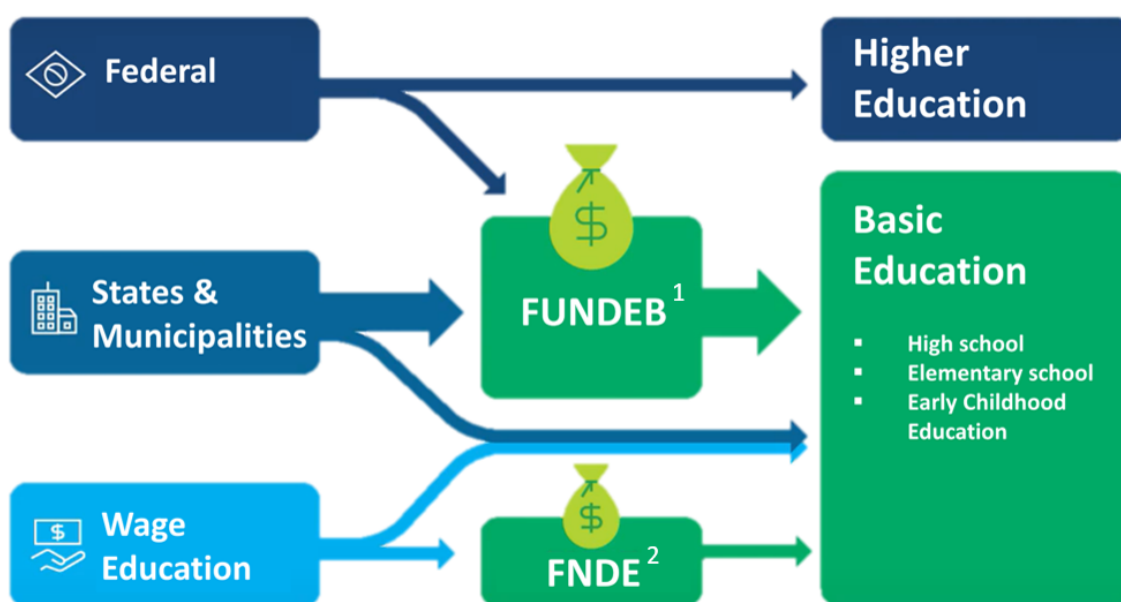 Federal
Higher
Education
States &
Municipalities
$
FUNDEB 1
Basic
Education
▪ High school
▪ Elementary school
▪ Early Childhood
Education
$
Wage
Education
$
FNDE 2